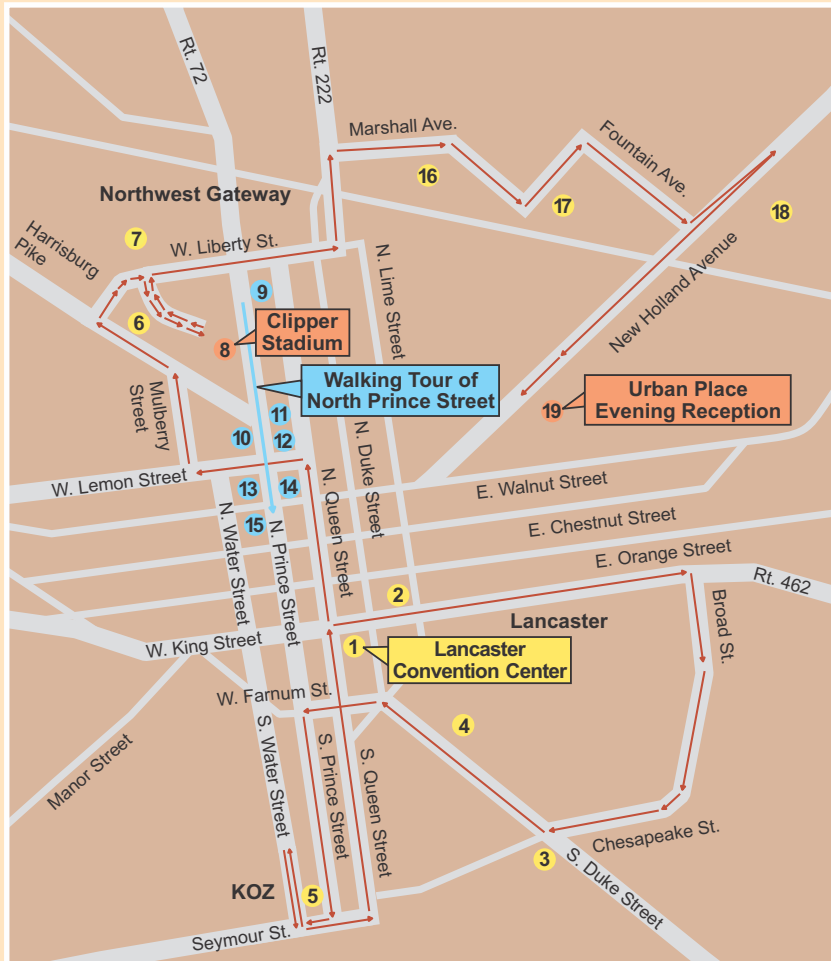 Rt. 72
Rt. 222
Marshall Ave.
Fountain Ave.
16
17
18
Northwest Gateway
7
W. Liberty St.
Harrisburg
Pike
N. Lime Street
New Holland Avenue
9
6
8
Clipper
Stadium
Walking Tour of
North Prince Street
19
Urban Place
Evening Reception
Mulberry
Street
11
10
12
N. Duke Street
W. Lemon Street
13
14
15
N. Queen Street
E. Walnut Street
N. Water Street
N. Prince Street
E. Chestnut Street
E. Orange Street
Rt. 462
2
Lancaster
Broad St.
W. King Street
1
Lancaster
Convention Center
W. Farnum St.
4
Manor Street
S. Water Street
S. Prince Street
S. Queen Street
Chesapeake St.
3
S. Duke Street
KOZ
5
Seymour St.